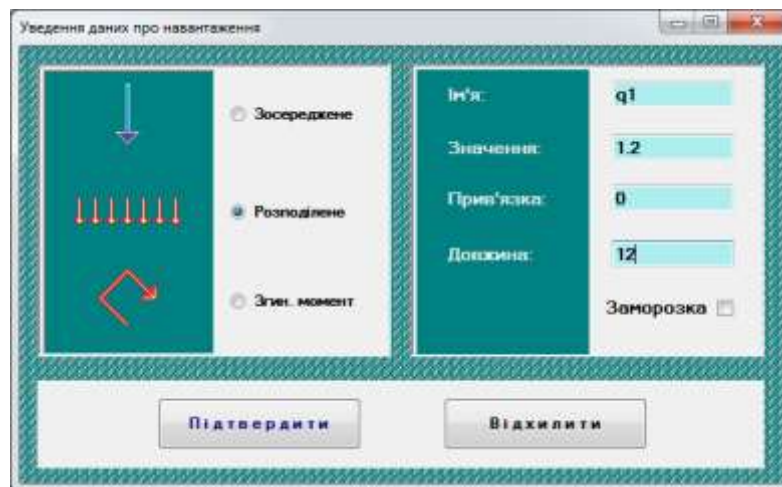 Уведення даних про навантаження
Зосереджене
Розподілене
Згин. момент
Ім'я: q1
Значення: 1.2
Прив'язка: 0
Довжина: 12
Заморозка
Підтвердити
Відхилити